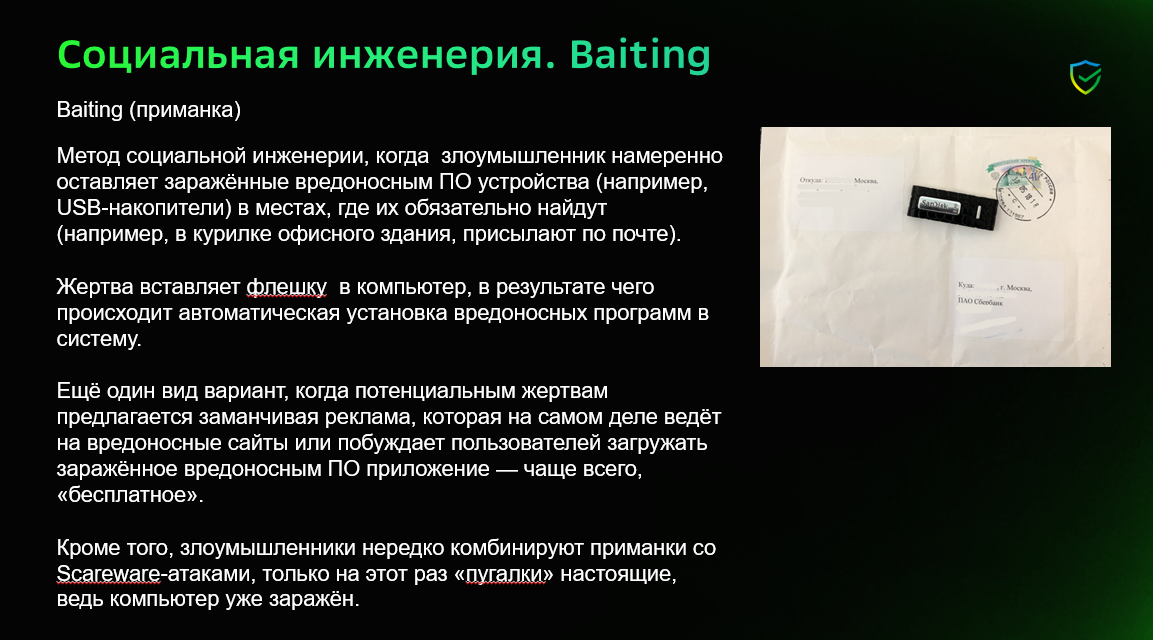 Социальная инженерия. Baiting
Baiting (приманка)
Метод социальной инженерии, когда  злоумышленник намеренно
оставляет заражённые вредоносным ПО устройства (например,
USB-накопители) в местах, где их обязательно найдут
(например, в курилке офисного здания, присылают по почте).
Жертва вставляет флешку  в компьютер, в результате чего
происходит автоматическая установка вредоносных программ в
систему.
Ещё один вид вариант, когда потенциальным жертвам
предлагается заманчивая реклама, которая на самом деле ведёт
на вредоносные сайты или побуждает пользователей загружать
заражённое вредоносным ПО приложение — чаще всего,
«бесплатное».
Кроме того, злоумышленники нередко комбинируют приманки со
Scareware-атаками, только на этот раз «пугалки» настоящие,
ведь компьютер уже заражён.
Откуда: Москва,
SanDisk
Куда: , г. Москва,
ПАО Сбербанк